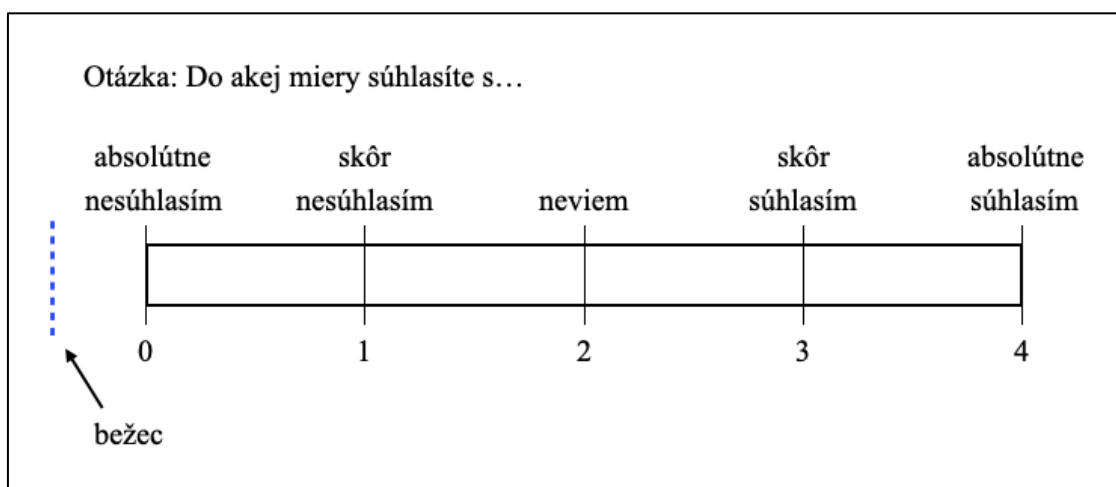 Otázka: Do akej miery súhlasíte s…
absolútne skôr skôr absolútne
nesúhlasím nesúhlasím neviem súhlasím súhlasím
0 1 2 3 4
bežec